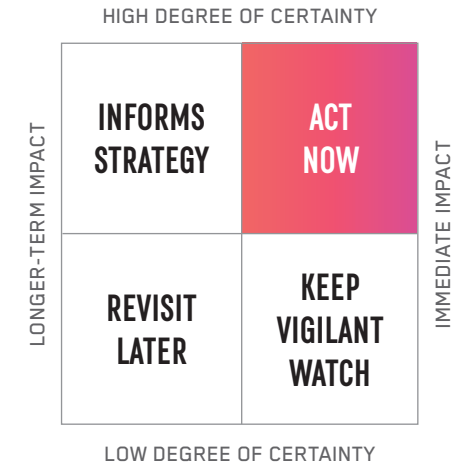 HIGH DEGREE OF CERTAINTY
LONGER-TERM IMPACT
INFORMS
STRATEGY
ACT
NOW
IMMEDIATE IMPACT
REVISIT
LATER
KEEP
VIGILANT
WATCH
LOW DEGREE OF CERTAINTY